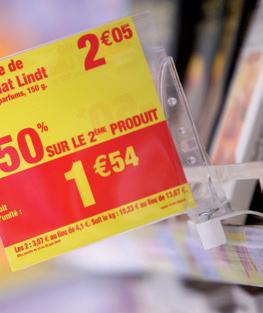 e de
at Lindt
parfums, 150 g.
2€05
50% SUR LE 2ÈME PRODUIT
oit
'unité :
1€54
Les 2 : 3,07 € au lieu de 4,1 €. Soit le kg : 10,23 € au lieu de 13,67 €.